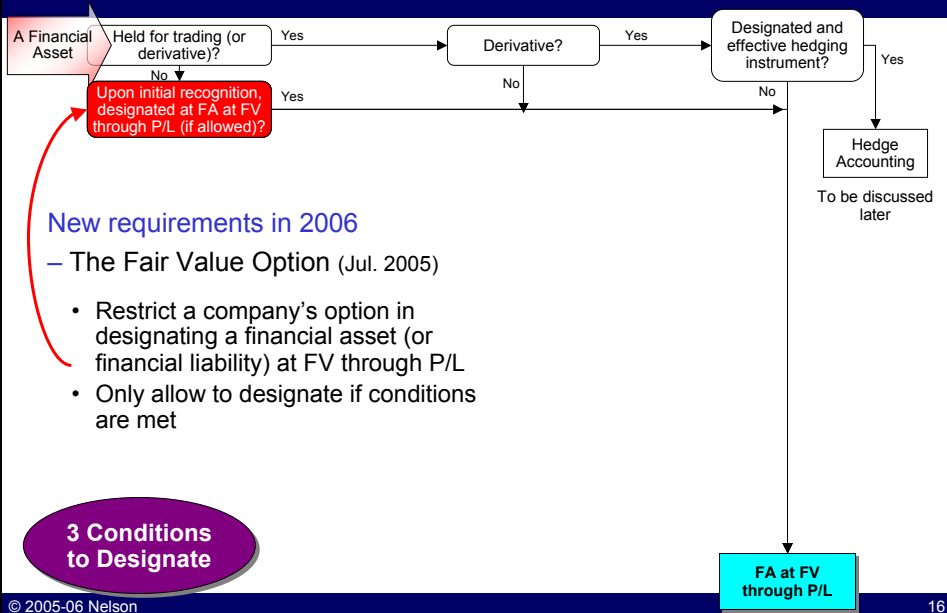 A Financial
Asset
Held for trading (or
derivative)?
Yes
Derivative?
Yes
Designated and
effective hedging
instrument?
Yes
No
No
No
Upon initial recognition,
designated at FA at FV
through P/L (if allowed)?
Yes
Hedge
Accounting
To be discussed
later
New requirements in 2006
– The Fair Value Option (Jul. 2005)
• Restrict a company's option in
designating a financial asset (or
financial liability) at FV through P/L
• Only allow to designate if conditions
are met
3 Conditions
to Designate
FA at FV
through P/L
© 2005-06 Nelson
16